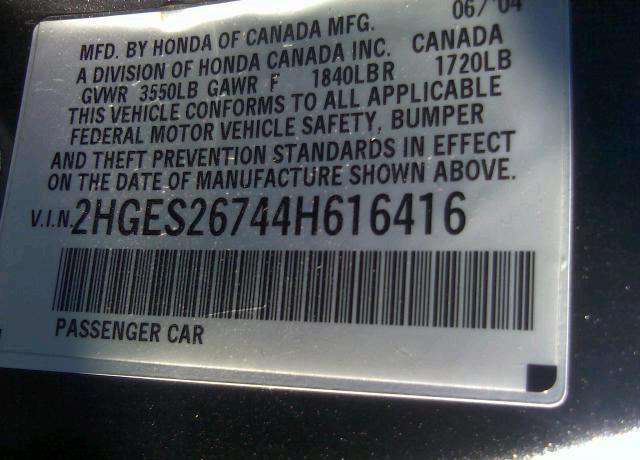 06/ 04
MFD. BY HONDA OF CANADA MFG.
A DIVISION OF HONDA CANADA INC. CANADA
GVWR 3550LB GAWR F 1840LB R 1720LB
THIS VEHICLE CONFORMS TO ALL APPLICABLE
FEDERAL MOTOR VEHICLE SAFETY, BUMPER
AND THEFT PREVENTION STANDARDS IN EFFECT
ON THE DATE OF MANUFACTURE SHOWN ABOVE.
V.I.N. 2HGES26744H616416
PASSENGER CAR